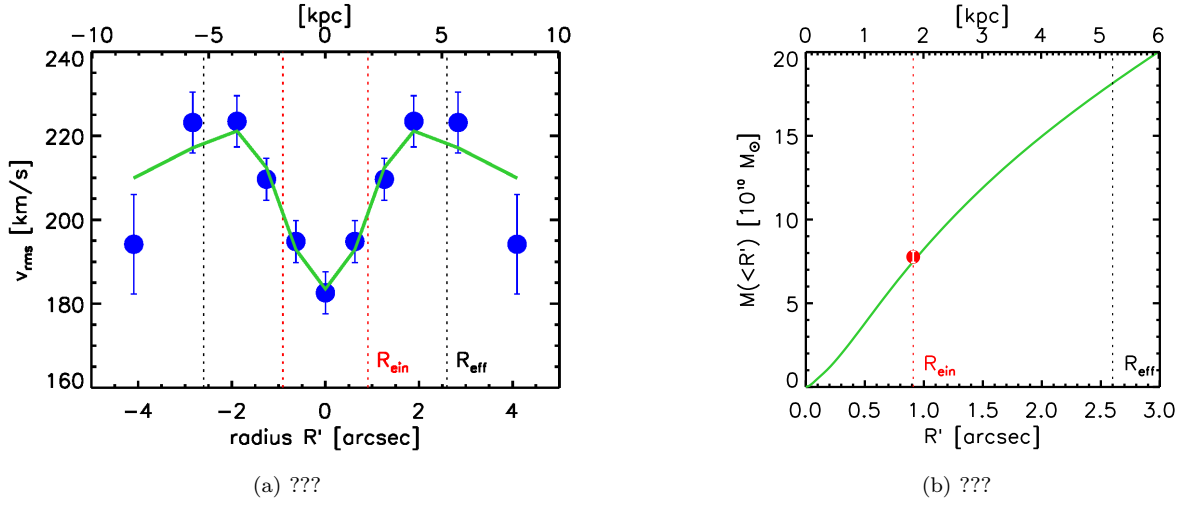 [kpc]
−10 −5 0 5 10
240
220
200
180
160
v_rms [km/s]
R_ein
R_eff
−4 −2 0 2 4
radius R' [arcsec]
(a) ???
[kpc]
0 1 2 3 4 5 6
20
15
10
5
0
M(<R') [10¹⁰ M_⊙]
R_ein
R_eff
0.0 0.5 1.0 1.5 2.0 2.5 3.0
R' [arcsec]
(b) ???